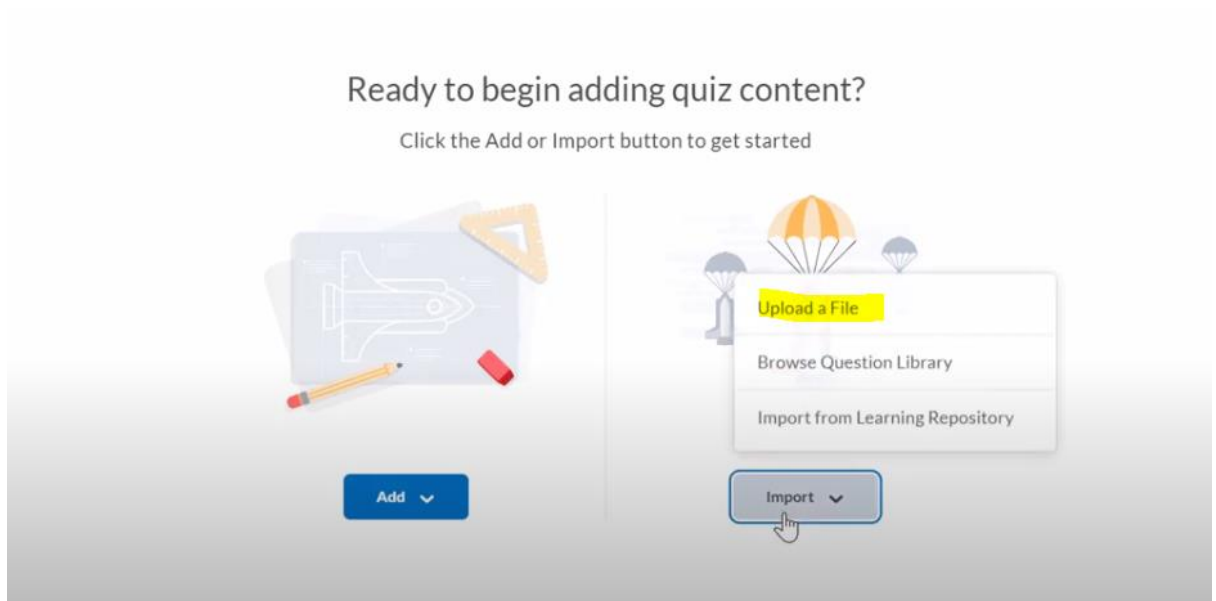 Ready to begin adding quiz content?
Click the Add or Import button to get started
Upload a File
Browse Question Library
Import from Learning Repository
Add
Import